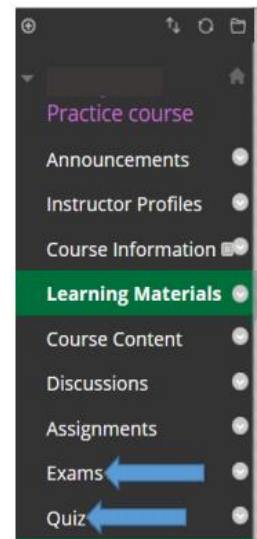 Practice course
Announcements
Instructor Profiles
Course Information
Learning Materials
Course Content
Discussions
Assignments
Exams
Quiz